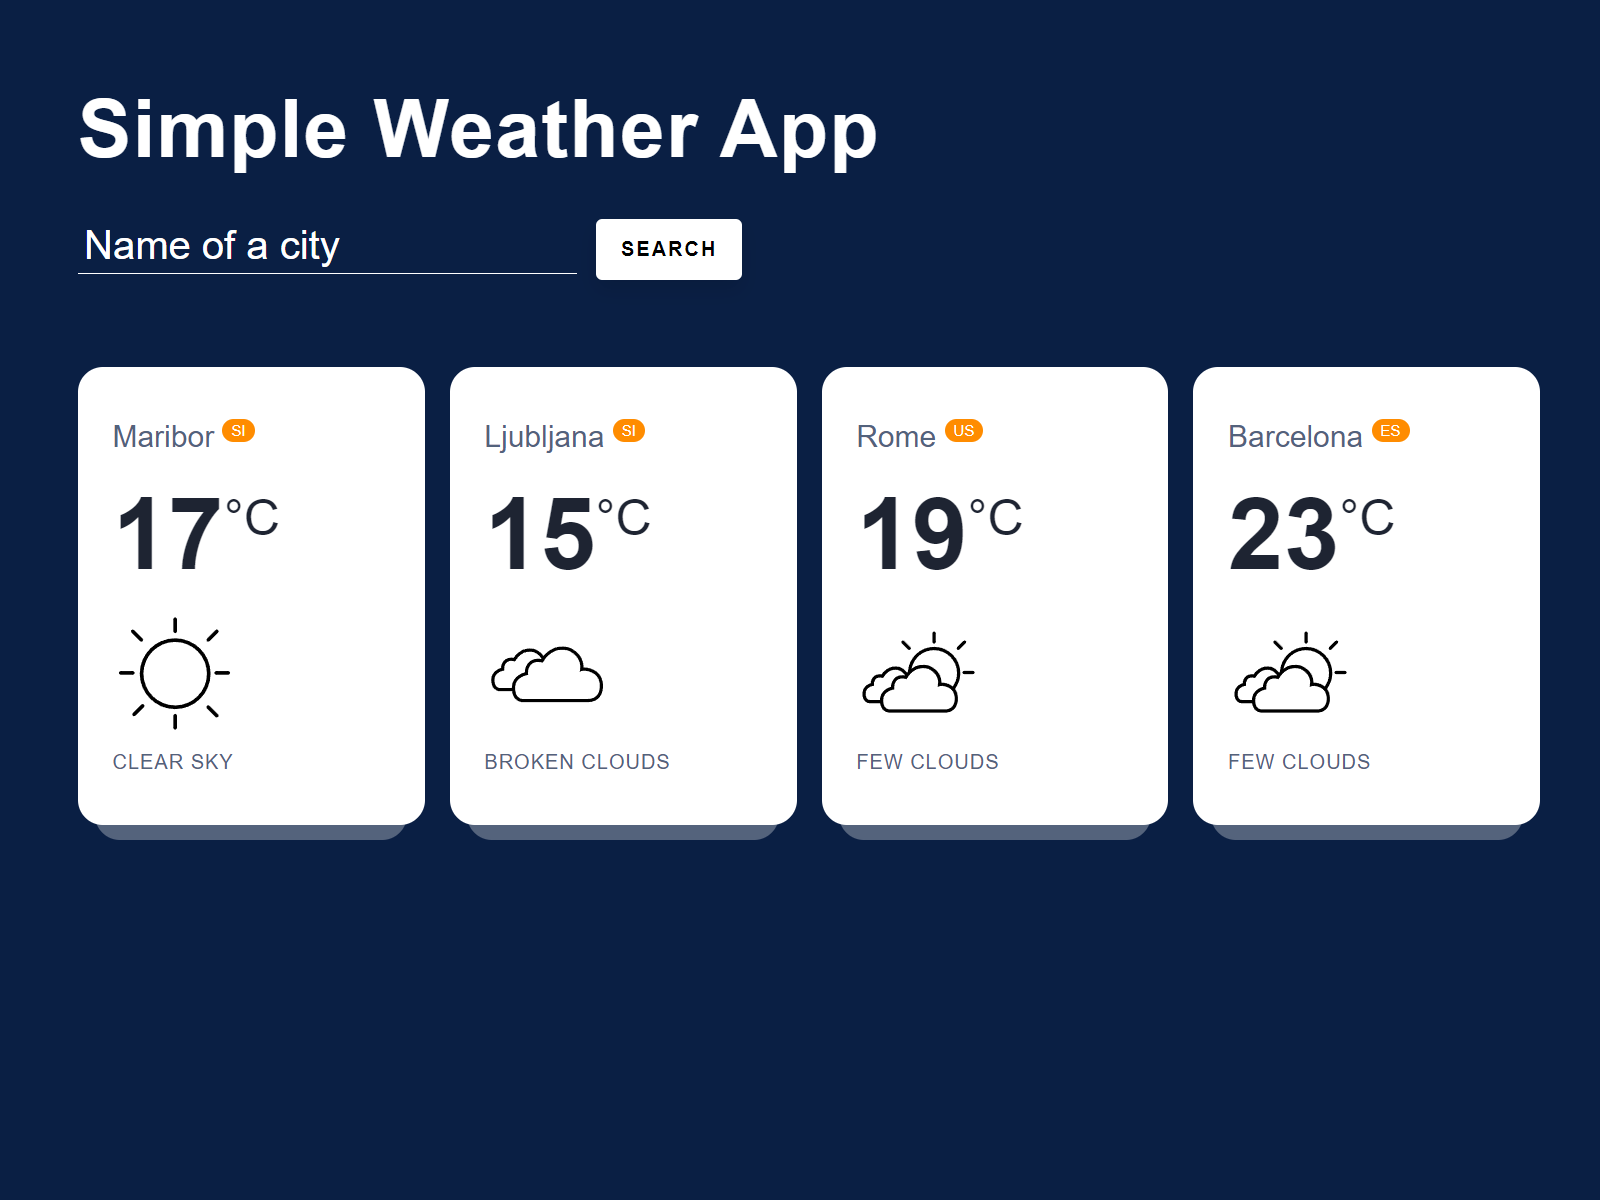 Simple Weather App
Name of a city
SEARCH
Maribor SI
17°C
CLEAR SKY
Ljubljana SI
15°C
BROKEN CLOUDS
Rome US
19°C
FEW CLOUDS
Barcelona ES
23°C
FEW CLOUDS